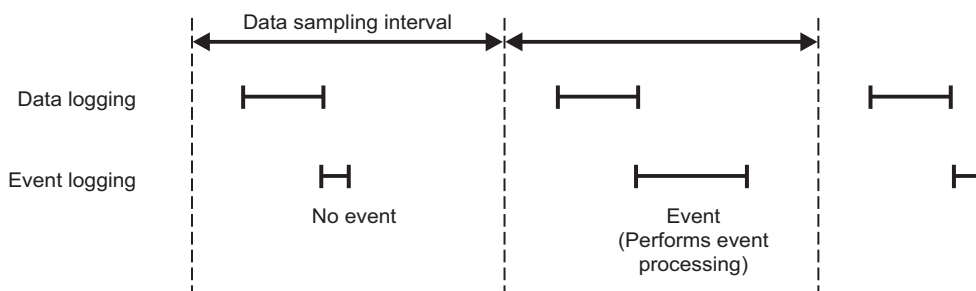 Data sampling interval
Data logging
Event logging
No event
Event
(Performs event
processing)